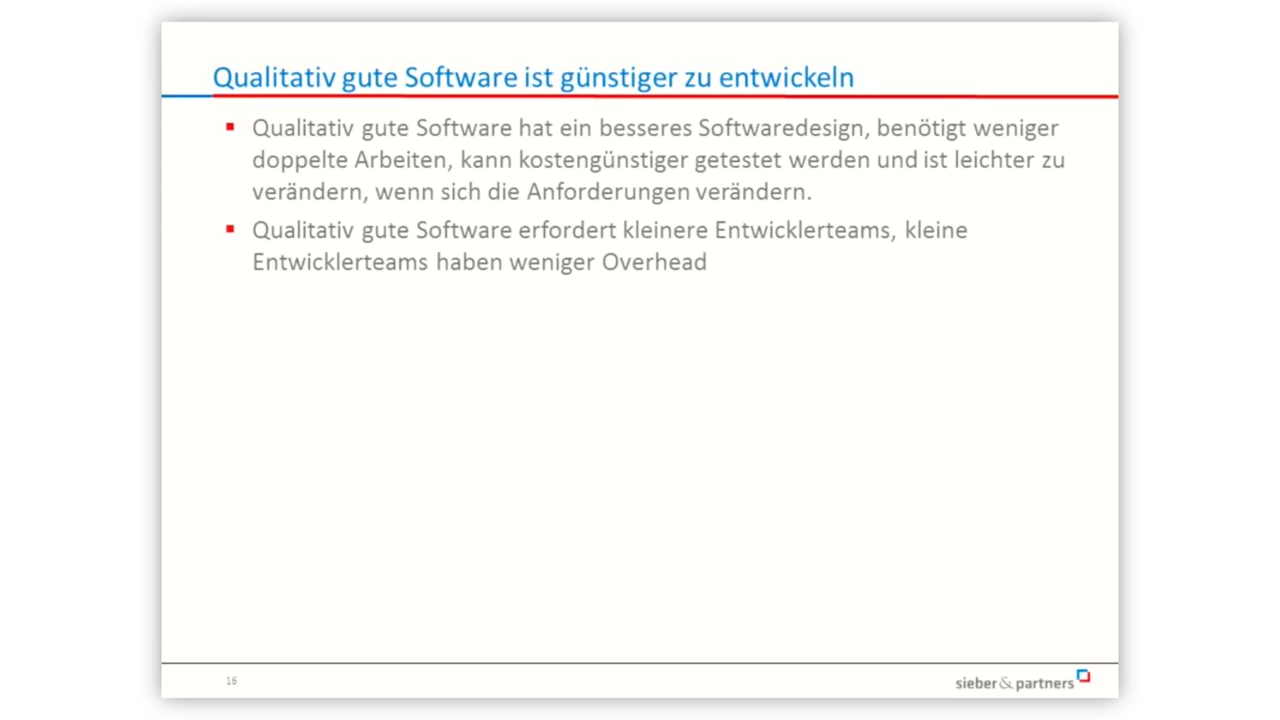 Qualitativ gute Software ist günstiger zu entwickeln
Qualitativ gute Software hat ein besseres Softwaredesign, benötigt weniger
doppelte Arbeiten, kann kostengünstiger getestet werden und ist leichter zu
verändern, wenn sich die Anforderungen verändern.
Qualitativ gute Software erfordert kleinere Entwicklerteams, kleine
Entwicklerteams haben weniger Overhead
16
sieber & partners